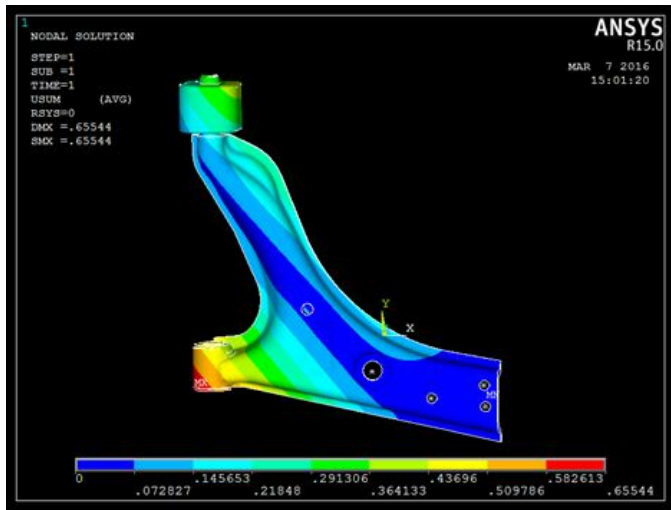 1
NODAL SOLUTION
ANSYS
R15.0
STEP=1
SUB =1
TIME=1
USUM (AVG)
RSYS=0
DMX =.65544
SMX =.65544
MAR 7 2016
15:01:20
Y
X
MX
MN
0 .145653 .291306 .43696 .582613
.072827 .21848 .364133 .509786 .65544